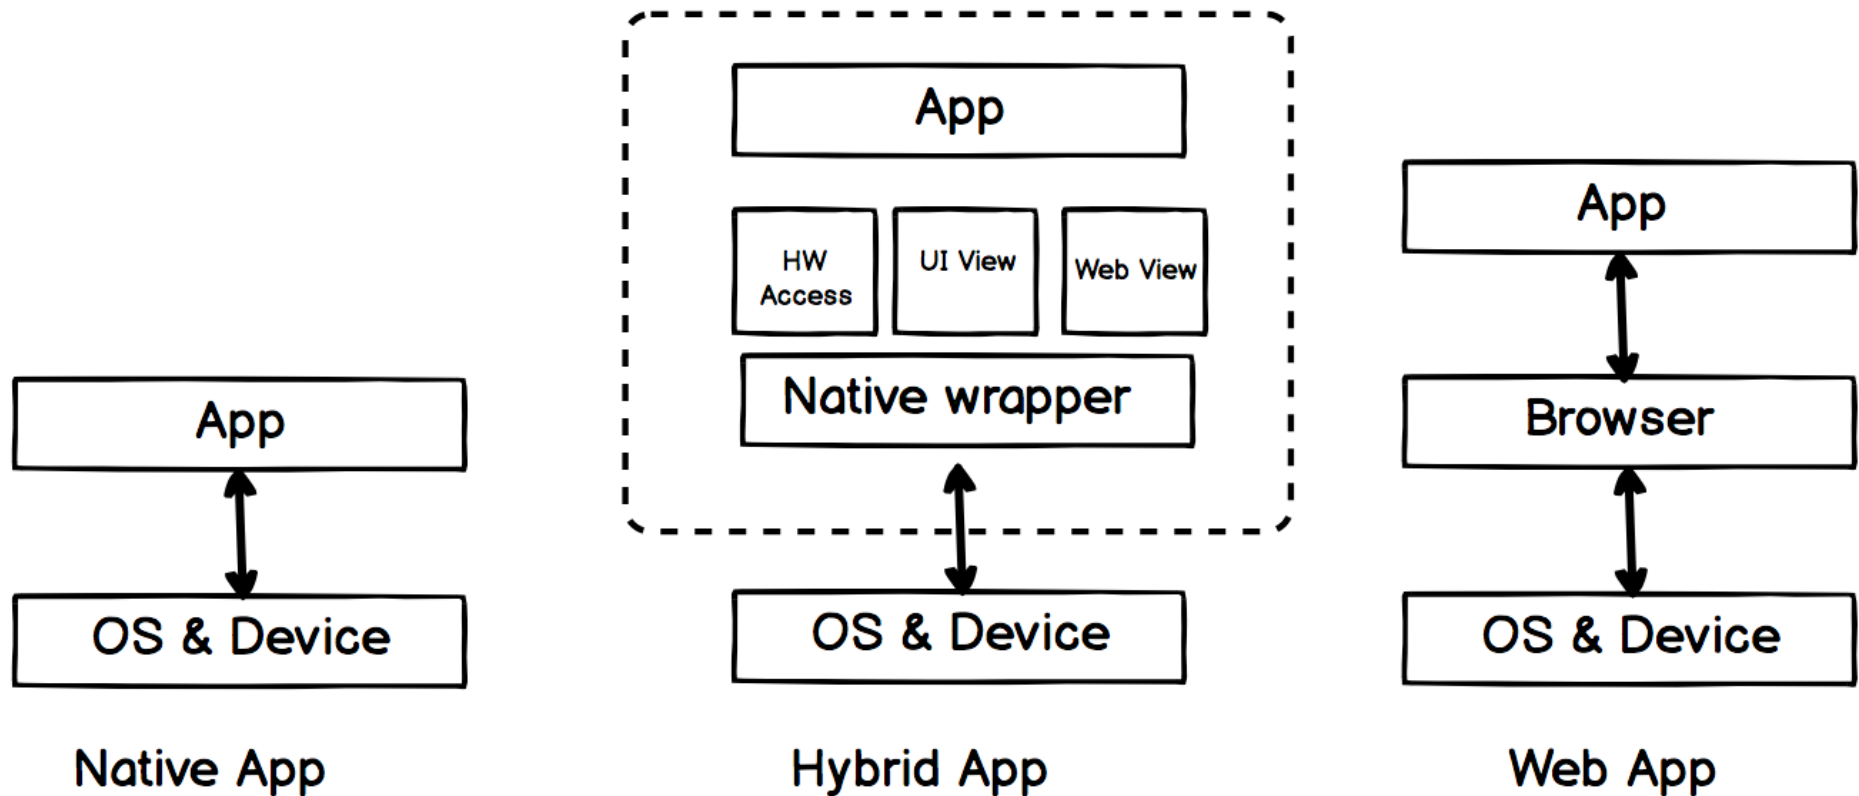 App
OS & Device
Native App
App
HW
Access
UI View
Web View
Native wrapper
OS & Device
Hybrid App
App
Browser
OS & Device
Web App